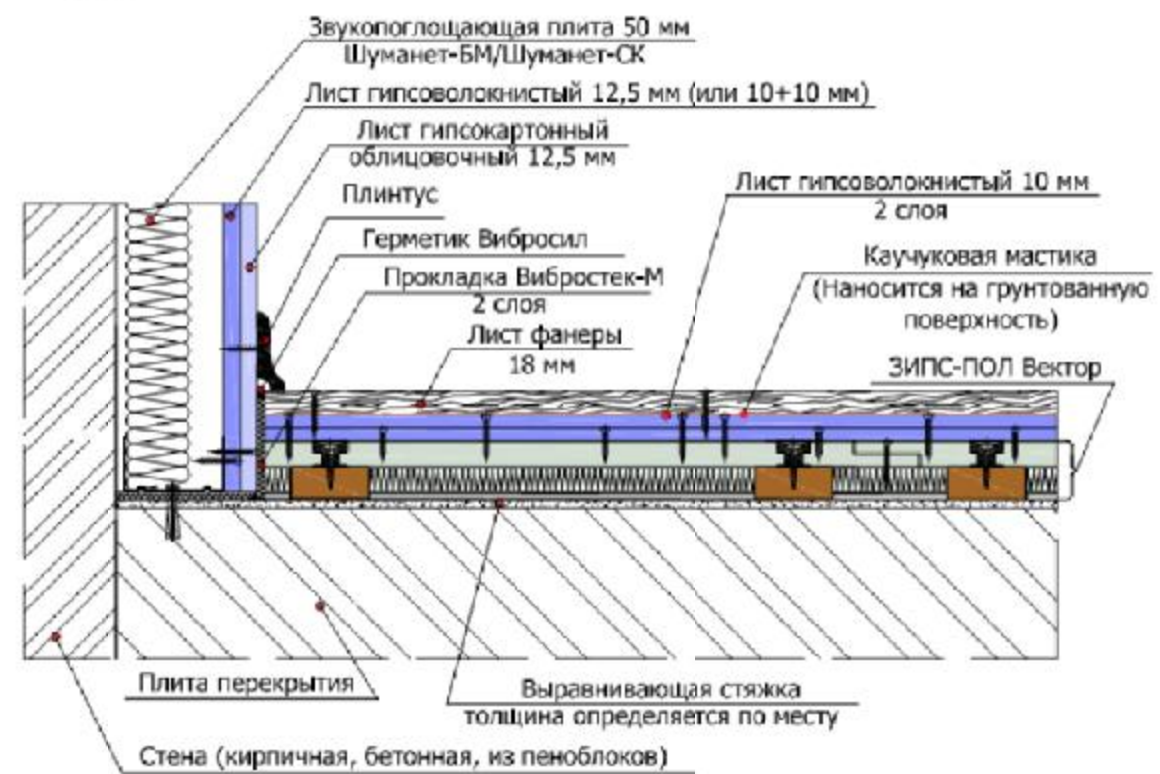 Звукопоглощающая плита 50 мм
Шуманет-БМ/Шуманет-СК
Лист гипсоволокнистый 12,5 мм (или 10+10 мм)
Лист гипсокартонный
облицовочный 12,5 мм
Плинтус
Герметик Вибросил
Прокладка Вибростек-М
2 слоя
Лист фанеры
18 мм
Лист гипсоволокнистый 10 мм
2 слоя
Каучуковая мастика
(Наносится на грунтованную
поверхность)
ЗИПС-ПОЛ Вектор
Плита перекрытия
Выравнивающая стяжка
толщина определяется по месту
Стена (кирпичная, бетонная, из пеноблоков)